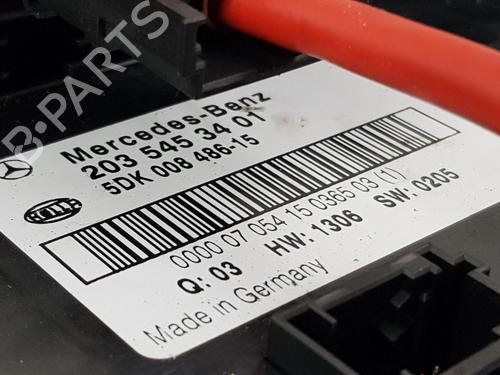 B-PARTS
Mercedes-Benz
203 545 34 01
5DK 008 486-15
HELLA
0000 07 054 15 0365 03 (1)
Q: 03 HW: 1306 SW: 0205
Made in Germany